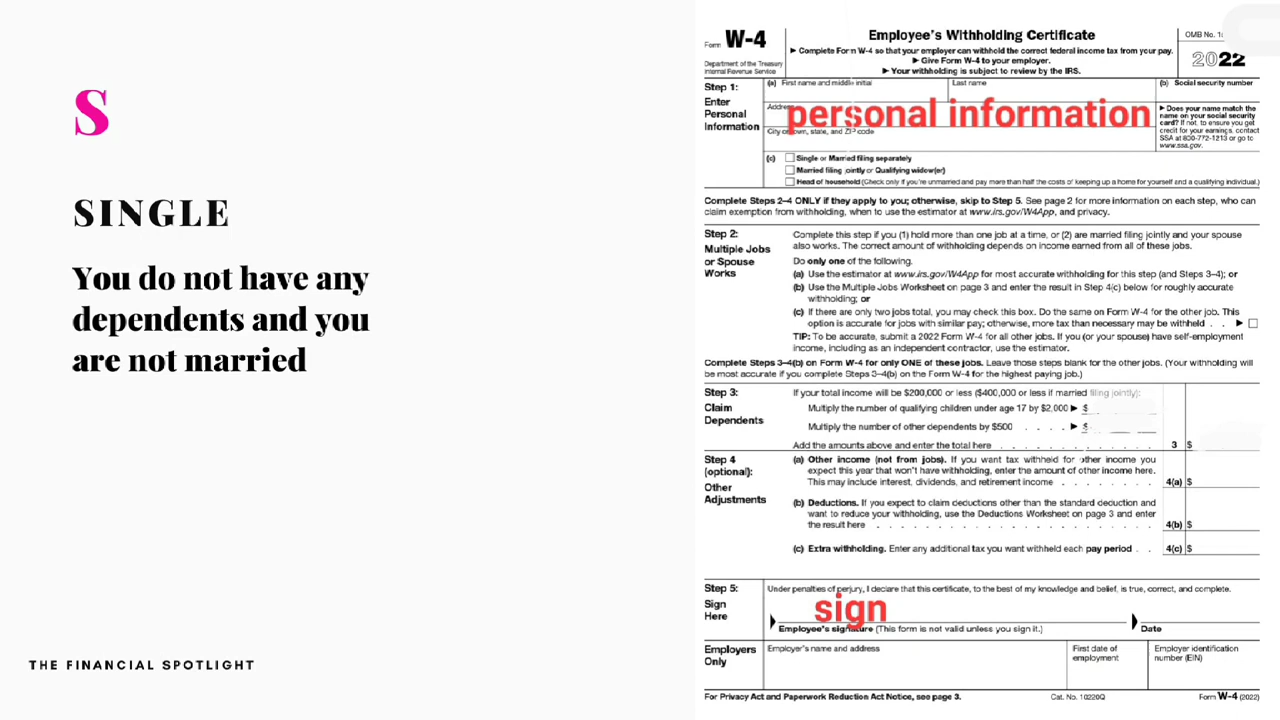 S
SINGLE
You do not have any
dependents and you
are not married
THE FINANCIAL SPOTLIGHT
Form W-4
Department of the Treasury
Internal Revenue Service
Employee's Withholding Certificate
▶ Complete Form W-4 so that your employer can withhold the correct federal income tax from your pay.
▶ Give Form W-4 to your employer.
▶ Your withholding is subject to review by the IRS.
OMB No.
2022
Step 1:
Enter
Personal
Information
(a) First name and middle initial
Last name
(b) Social security number
Address
personal information
City or town, state, and ZIP code
▶ Does your name match the
name on your social security
card? If not, to ensure you get
credit for your earnings, contact
SSA at 800-772-1213 or go to
www.ssa.gov.
(c) Single or Married filing separately
Married filing jointly or Qualifying widow(er)
Head of household (Check only if you're unmarried and pay more than half the costs of keeping up a home for yourself and a qualifying individual.)
Complete Steps 2–4 ONLY if they apply to you; otherwise, skip to Step 5. See page 2 for more information on each step, who can
claim exemption from withholding, when to use the estimator at www.irs.gov/W4App, and privacy.
Step 2:
Multiple Jobs
or Spouse
Works
Complete this step if you (1) hold more than one job at a time, or (2) are married filing jointly and your spouse
also works. The correct amount of withholding depends on income earned from all of these jobs.
Do only one of the following.
(a) Use the estimator at www.irs.gov/W4App for most accurate withholding for this step (and Steps 3–4); or
(b) Use the Multiple Jobs Worksheet on page 3 and enter the result in Step 4(c) below for roughly accurate
withholding; or
(c) If there are only two jobs total, you may check this box. Do the same on Form W-4 for the other job. This
option is accurate for jobs with similar pay; otherwise, more tax than necessary may be withheld . . ▶
TIP: To be accurate, submit a 2022 Form W-4 for all other jobs. If you (or your spouse) have self-employment
income, including as an independent contractor, use the estimator.
Complete Steps 3–4(b) on Form W-4 for only ONE of these jobs. Leave those steps blank for the other jobs. (Your withholding will
be most accurate if you complete Steps 3–4(b) on the Form W-4 for the highest paying job.)
Step 3:
Claim
Dependents
If your total income will be $200,000 or less ($400,000 or less if married filing jointly):
Multiply the number of qualifying children under age 17 by $2,000 ▶ $
Multiply the number of other dependents by $500 . . . . ▶ $
Add the amounts above and enter the total here . . . . . . . . . . . . 3 $
Step 4
(optional):
Other
Adjustments
(a) Other income (not from jobs). If you want tax withheld for other income you
expect this year that won't have withholding, enter the amount of other income here.
This may include interest, dividends, and retirement income . . . . . . . 4(a) $
(b) Deductions. If you expect to claim deductions other than the standard deduction and
want to reduce your withholding, use the Deductions Worksheet on page 3 and enter
the result here . . . . . . . . . . . . . . . . . 4(b) $
(c) Extra withholding. Enter any additional tax you want withheld each pay period . . 4(c) $
Step 5:
Sign
Here
Under penalties of perjury, I declare that this certificate, to the best of my knowledge and belief, is true, correct, and complete.
sign
Employee's signature (This form is not valid unless you sign it.)
Date
Employers
Only
Employer's name and address
First date of
employment
Employer identification
number (EIN)
For Privacy Act and Paperwork Reduction Act Notice, see page 3.
Cat. No. 10220Q
Form W-4 (2022)